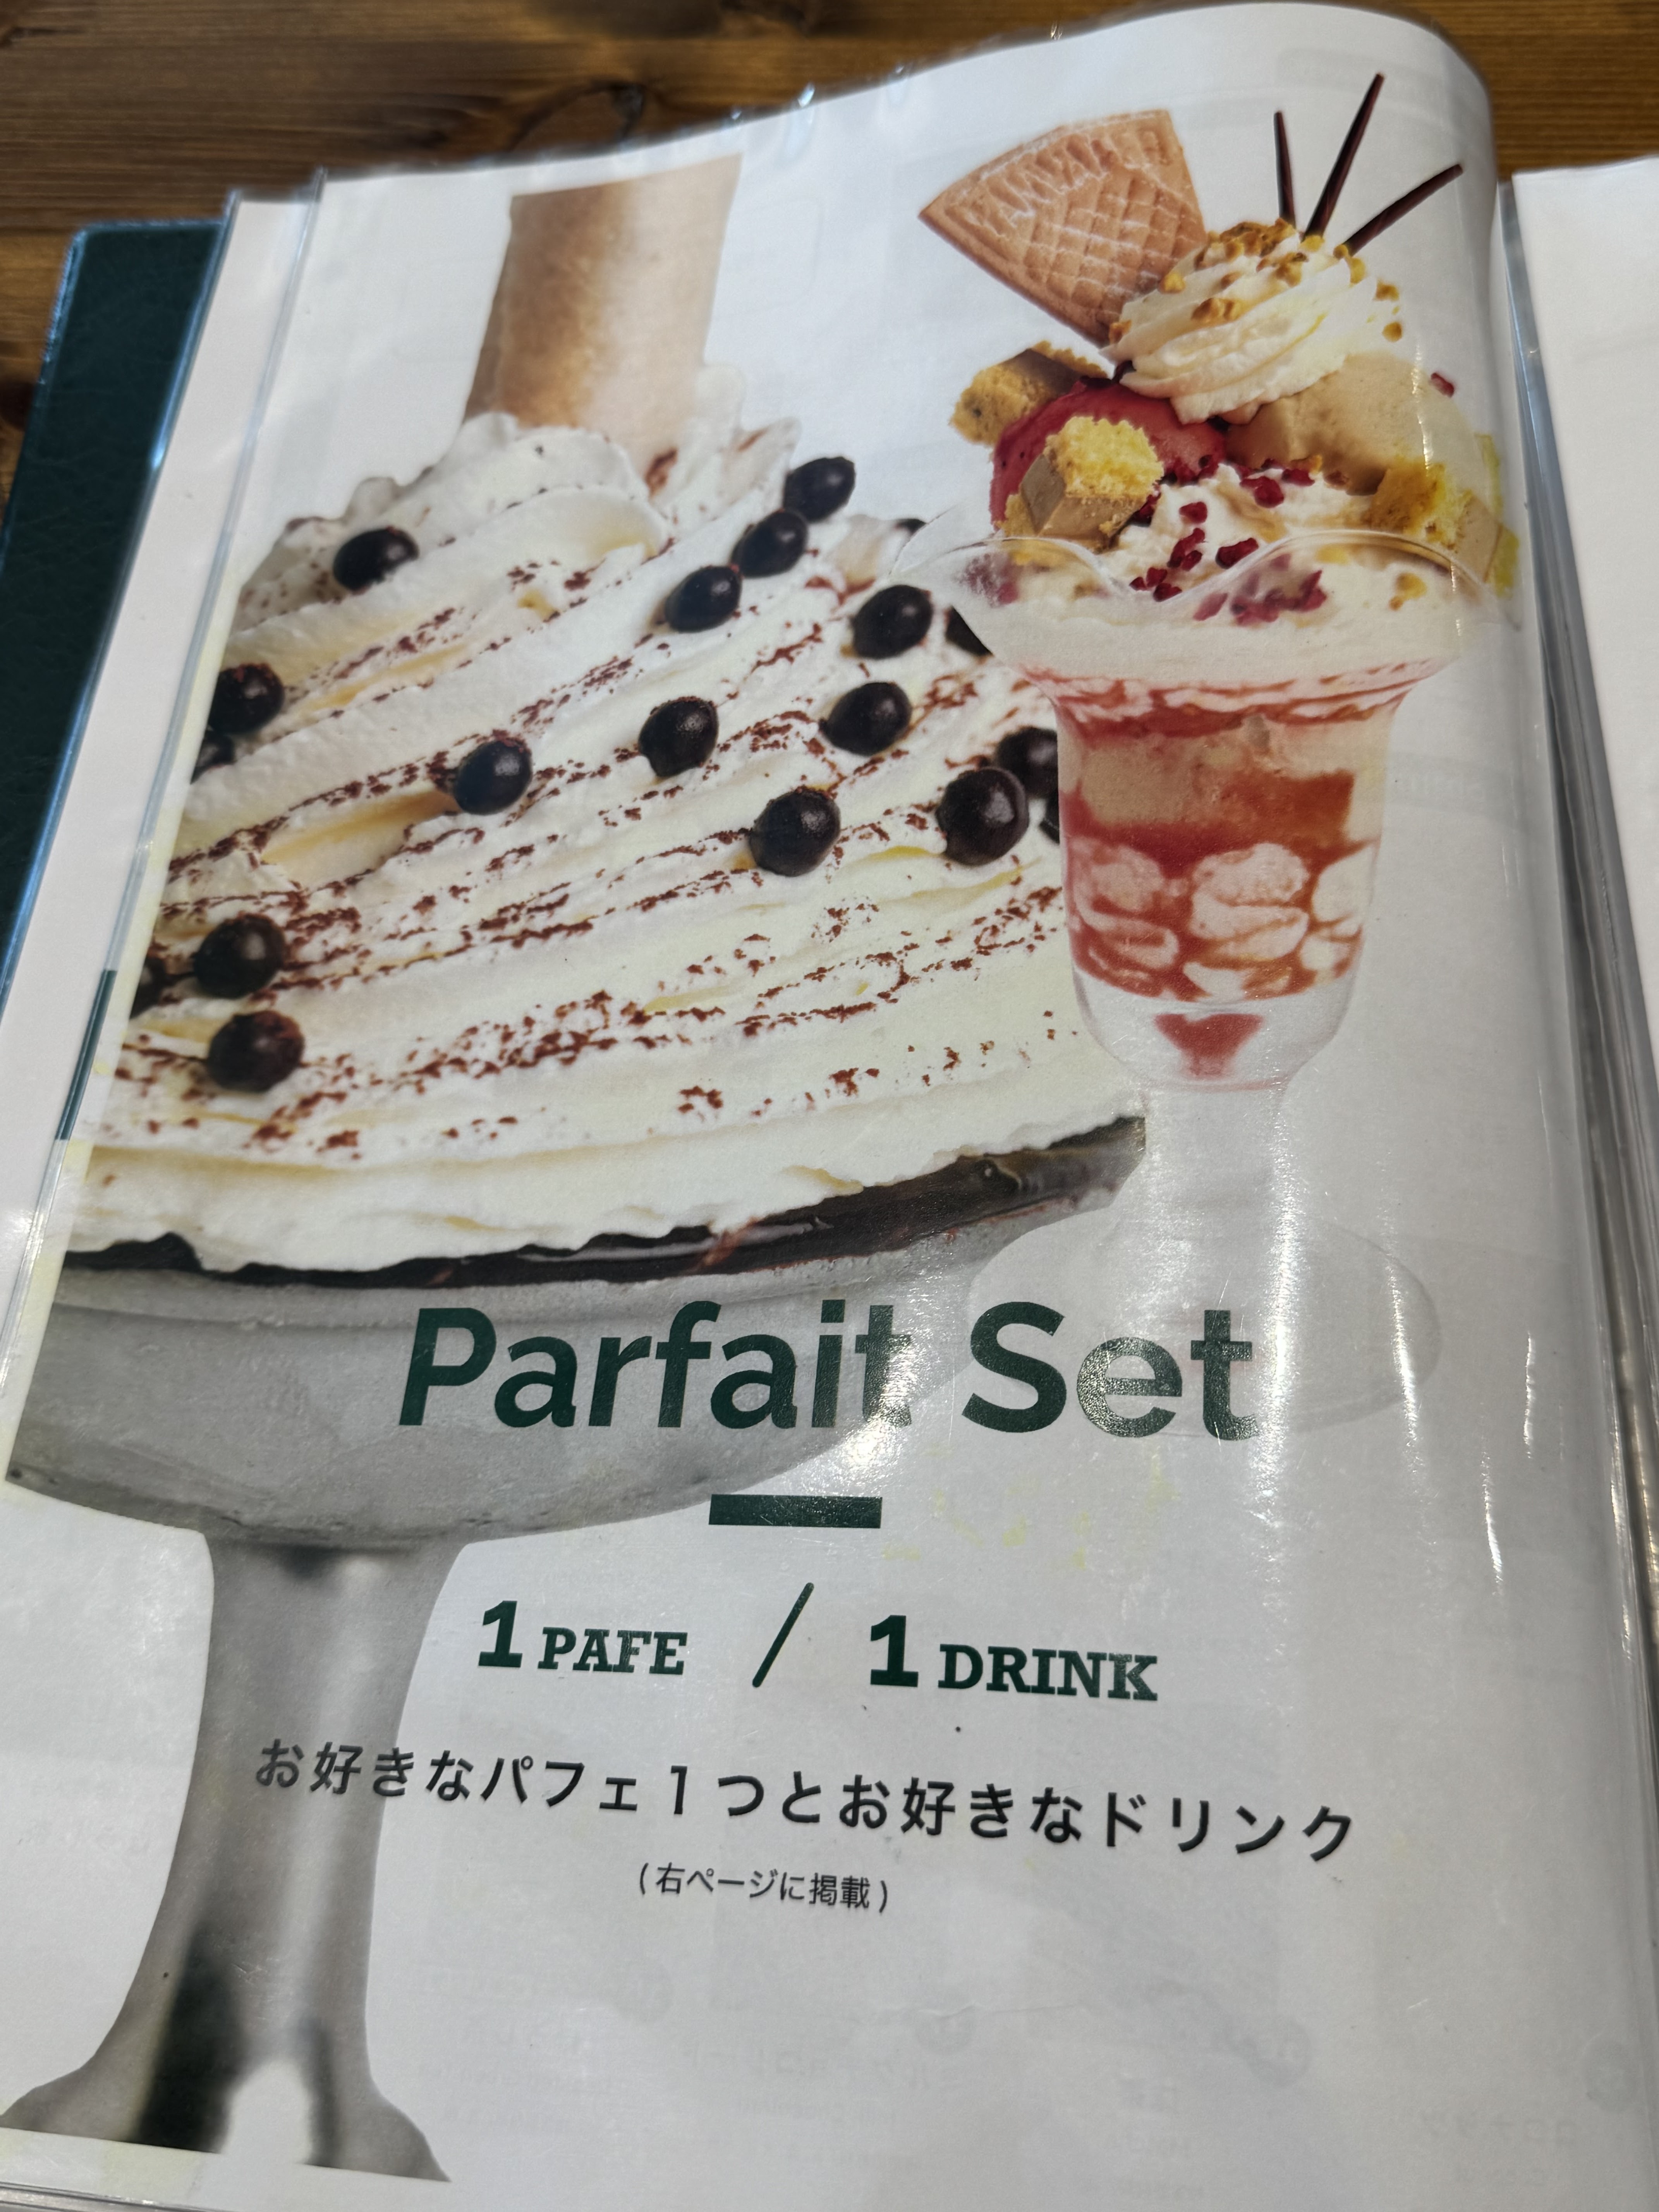 Parfait Set
1 PAFE / 1 DRINK
お好きなパフェ1つとお好きなドリンク
(右ページに掲載)